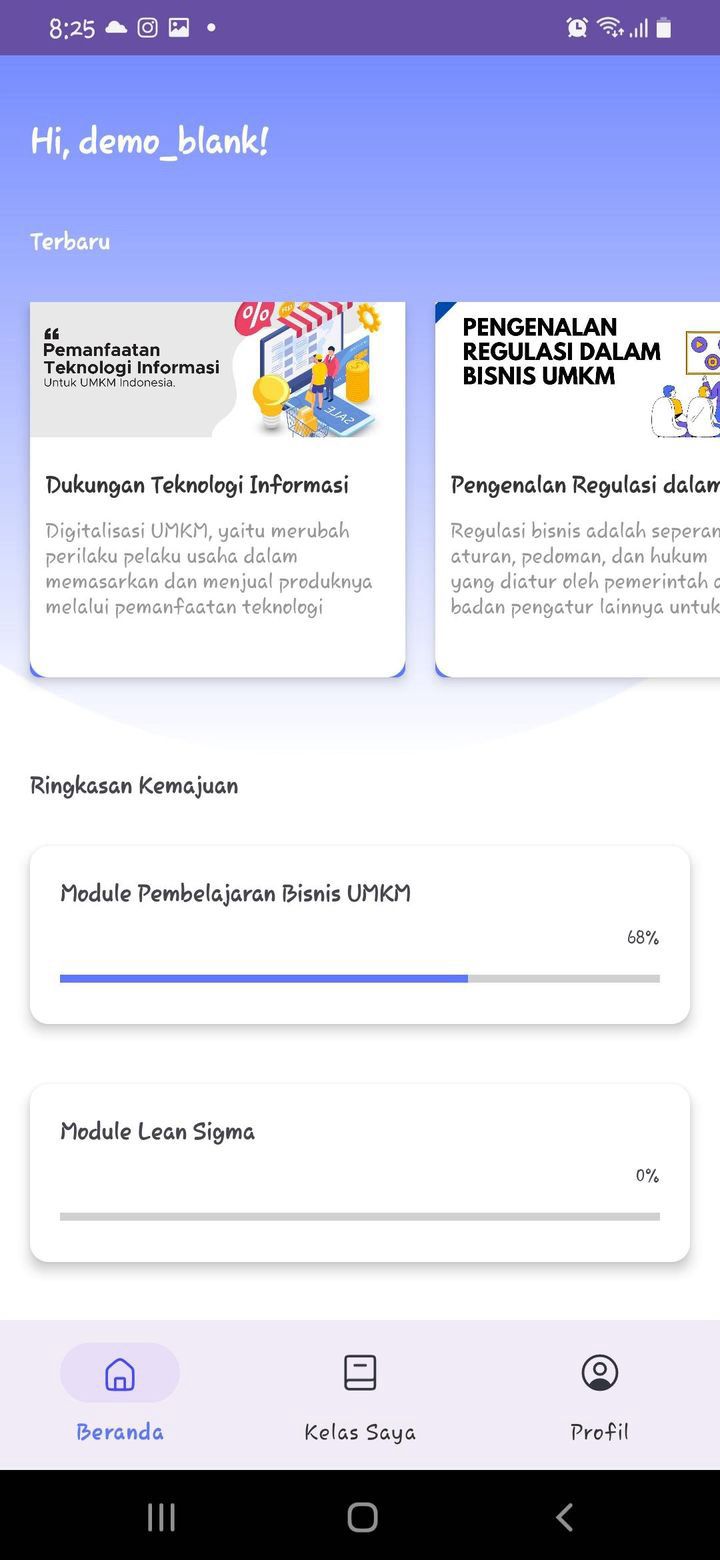 8:25
Hi, demo_blank!
Terbaru
“
Pemanfaatan
Teknologi Informasi
Untuk UMKM Indonesia.
%
SALE
Dukungan Teknologi Informasi
Digitalisasi UMKM, yaitu merubah
perilaku pelaku usaha dalam
memasarkan dan menjual produknya
melalui pemanfaatan teknologi
PENGENALAN
REGULASI DALAM
BISNIS UMKM
Pengenalan Regulasi dalam
Regulasi bisnis adalah seperan
aturan, pedoman, dan hukum
yang diatur oleh pemerintah
badan pengatur lainnya untuk
Ringkasan Kemajuan
Module Pembelajaran Bisnis UMKM
68%
Module Lean Sigma
0%
Beranda
Kelas Saya
Profil